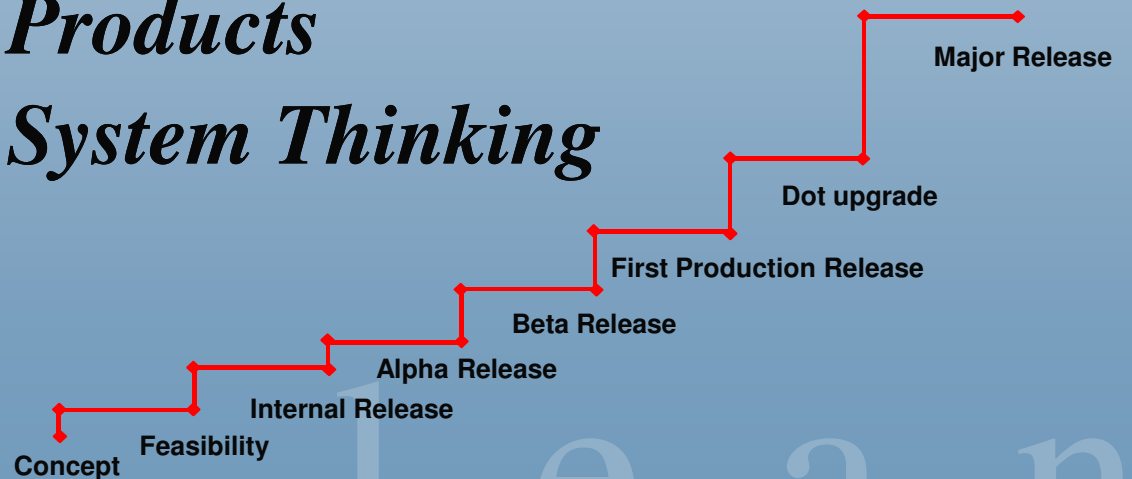 Products
System Thinking
Major Release
Dot upgrade
First Production Release
Beta Release
Alpha Release
Internal Release
Feasibility
Concept
l e a n